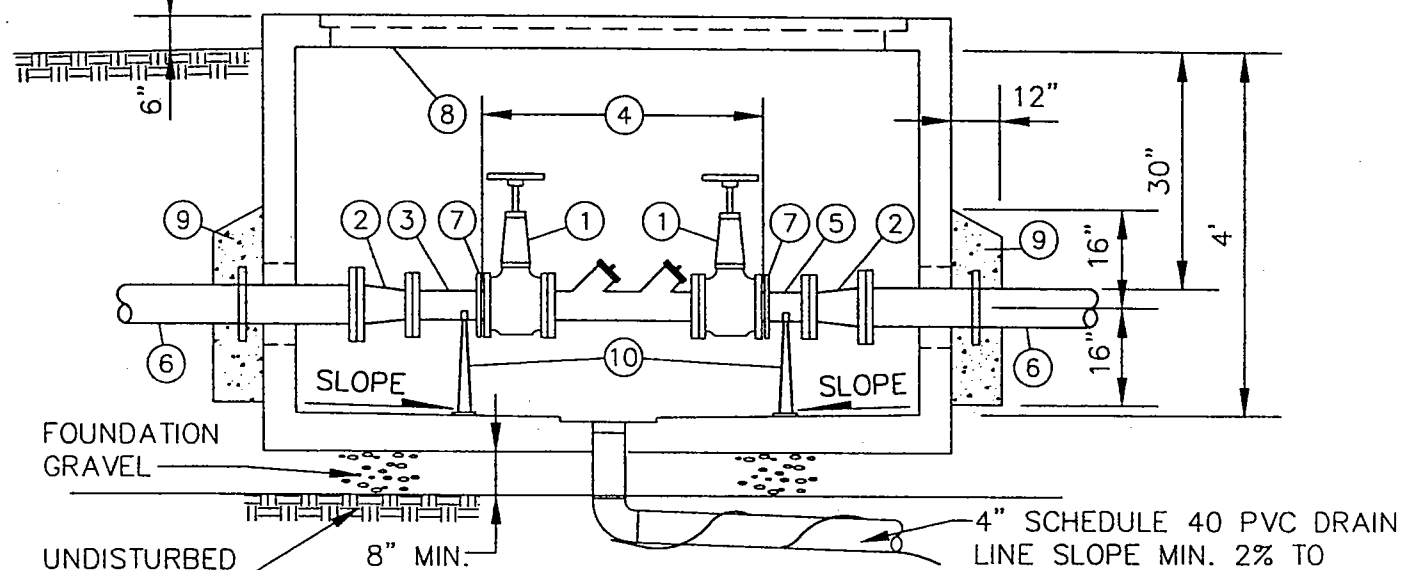 6"
8
4
12"
30"
4'
9
2
3
7
1
1
7
5
2
9
16"
16"
6
10
6
SLOPE
SLOPE
FOUNDATION
GRAVEL
UNDISTURBED
8" MIN.
4" SCHEDULE 40 PVC DRAIN
LINE SLOPE MIN. 2% TO